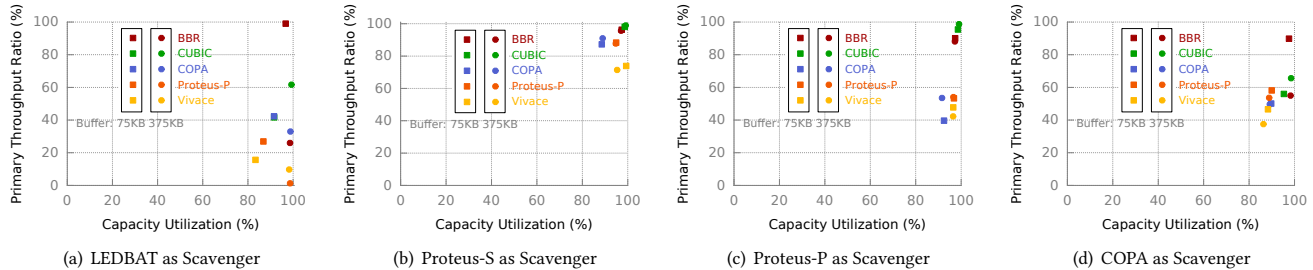 Primary Throughput Ratio (%)
100
80
60
40
20
0
0 20 40 60 80 100
BBR
CUBIC
COPA
Proteus-P
Vivace
Buffer: 75KB 375KB
Capacity Utilization (%)
(a) LEDBAT as Scavenger
Primary Throughput Ratio (%)
100
80
60
40
20
0
0 20 40 60 80 100
BBR
CUBIC
COPA
Proteus-P
Vivace
Buffer: 75KB 375KB
Capacity Utilization (%)
(b) Proteus-S as Scavenger
Primary Throughput Ratio (%)
100
80
60
40
20
0
0 20 40 60 80 100
BBR
CUBIC
COPA
Proteus-P
Vivace
Buffer: 75KB 375KB
Capacity Utilization (%)
(c) Proteus-P as Scavenger
Primary Throughput Ratio (%)
100
80
60
40
20
0
0 20 40 60 80 100
BBR
CUBIC
COPA
Proteus-P
Vivace
Buffer: 75KB 375KB
Capacity Utilization (%)
(d) COPA as Scavenger